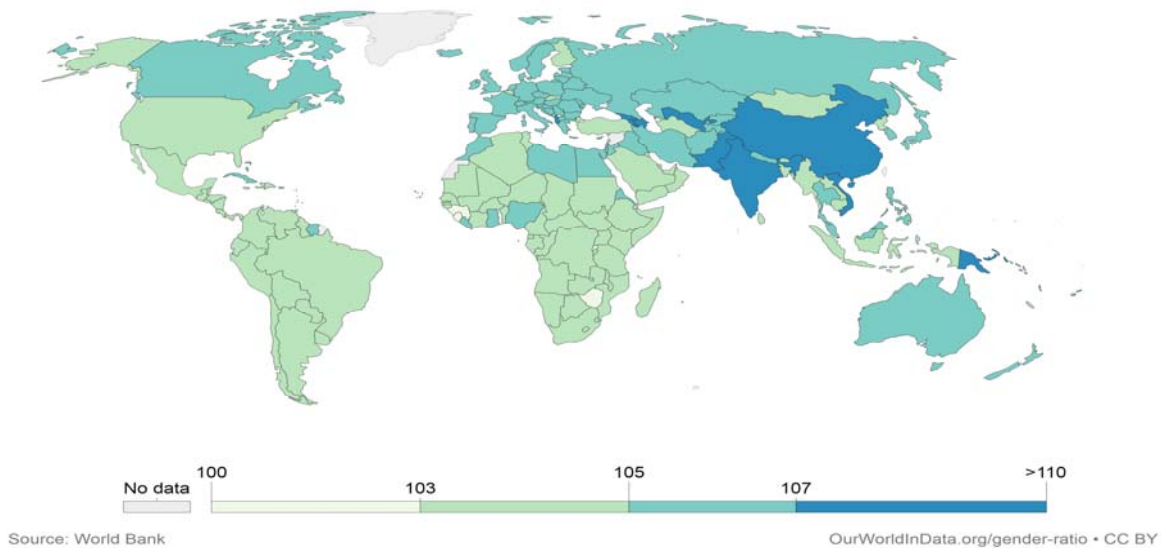 100 105 >110
No data 103 107
Source: World Bank OurWorldInData.org/gender-ratio • CC BY